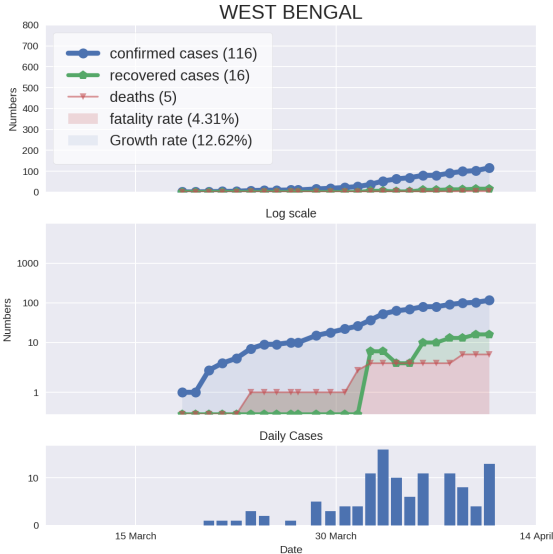 WEST BENGAL
800
700
600
500
400
300
200
100
0
Numbers
confirmed cases (116)
recovered cases (16)
deaths (5)
fatality rate (4.31%)
Growth rate (12.62%)
Log scale
1000
100
10
1
Numbers
Daily Cases
10
0
15 March
30 March
14 April
Date